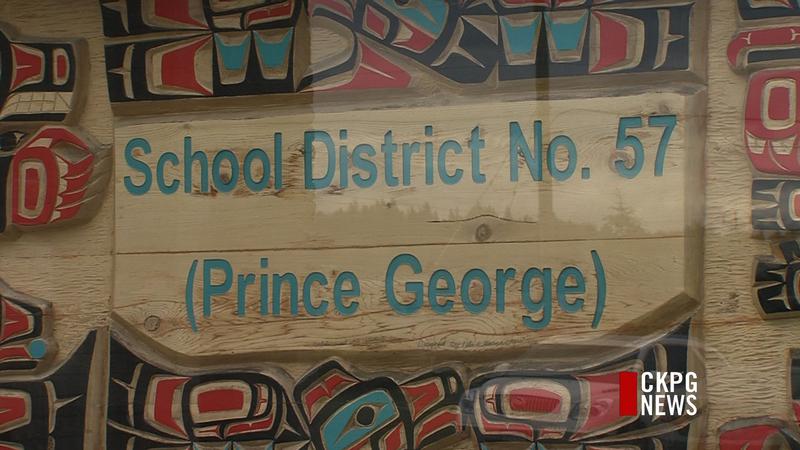 School District No. 57
(Prince George)
CKPG
NEWS